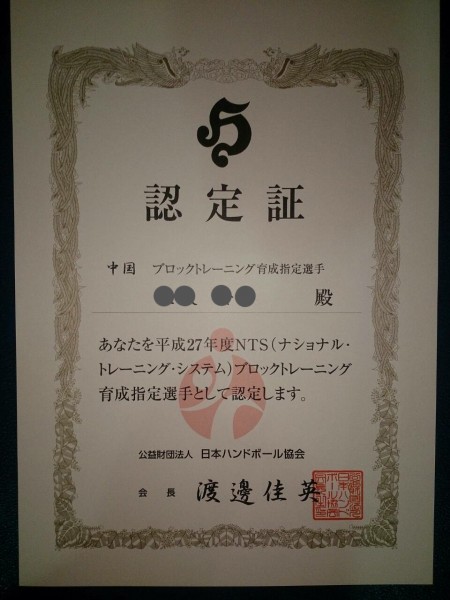 認定証
中国 ブロックトレーニング育成指定選手
殿
あなたを平成27年度NTS(ナショナル・
トレーニング・システム)ブロックトレーニング
育成指定選手として認定します。
公益財団法人 日本ハンドボール協会
会長 渡邊佳英